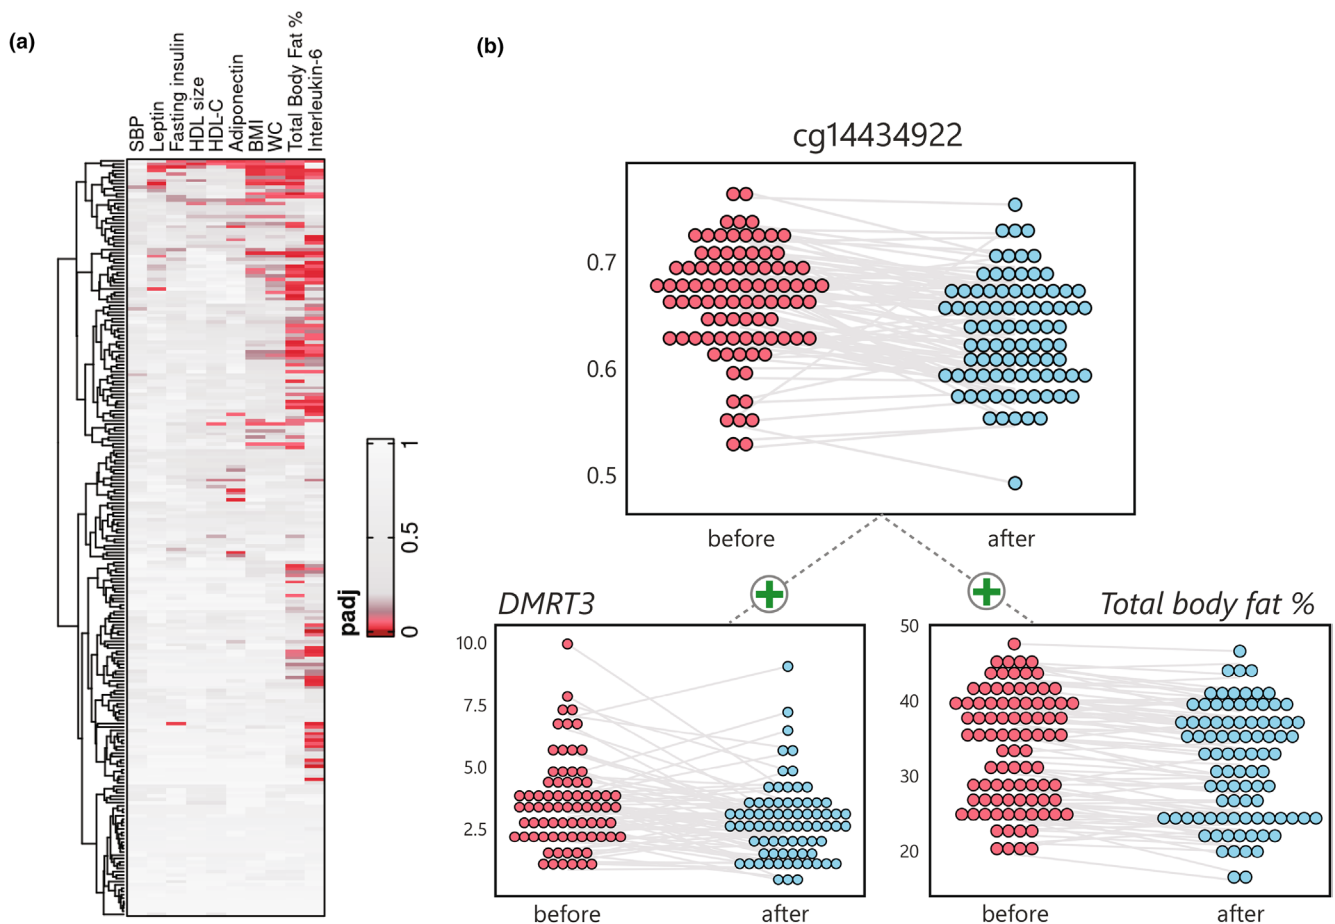 (a)
SBP
Leptin
Fasting insulin
HDL size
HDL-C
Adiponectin
BMI
WC
Total Body Fat %
Interleukin-6
padj
0
0.5
1
(b)
cg14434922
0.7
0.6
0.5
before
after
DMRT3
10.0
7.5
5.0
2.5
before
after
Total body fat %
50
40
30
20
before
after